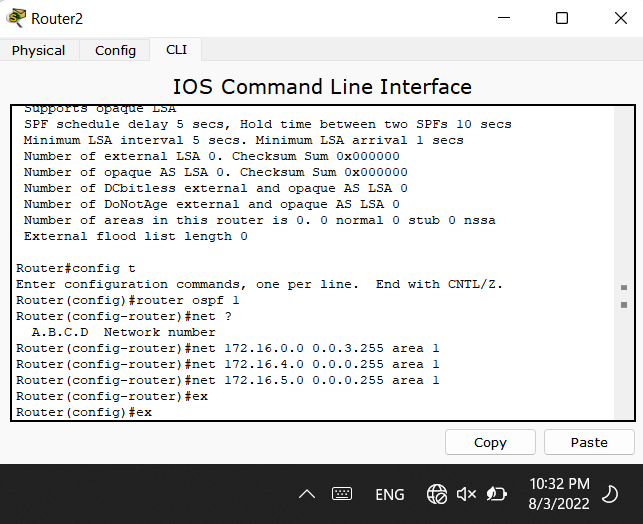 Router2
Physical Config CLI
IOS Command Line Interface
Supports opaque LSA
SPF schedule delay 5 secs, Hold time between two SPFs 10 secs
Minimum LSA interval 5 secs. Minimum LSA arrival 1 secs
Number of external LSA 0. Checksum Sum 0x000000
Number of opaque AS LSA 0. Checksum Sum 0x000000
Number of DCbitless external and opaque AS LSA 0
Number of DoNotAge external and opaque AS LSA 0
Number of areas in this router is 0. 0 normal 0 stub 0 nssa
External flood list length 0
Router#config t
Enter configuration commands, one per line.  End with CNTL/Z.
Router(config)#router ospf 1
Router(config-router)#net ?
A.B.C.D  Network number
Router(config-router)#net 172.16.0.0 0.0.3.255 area 1
Router(config-router)#net 172.16.4.0 0.0.0.255 area 1
Router(config-router)#net 172.16.5.0 0.0.0.255 area 1
Router(config-router)#ex
Router(config)#ex
Copy Paste
ENG
10:32 PM
8/3/2022